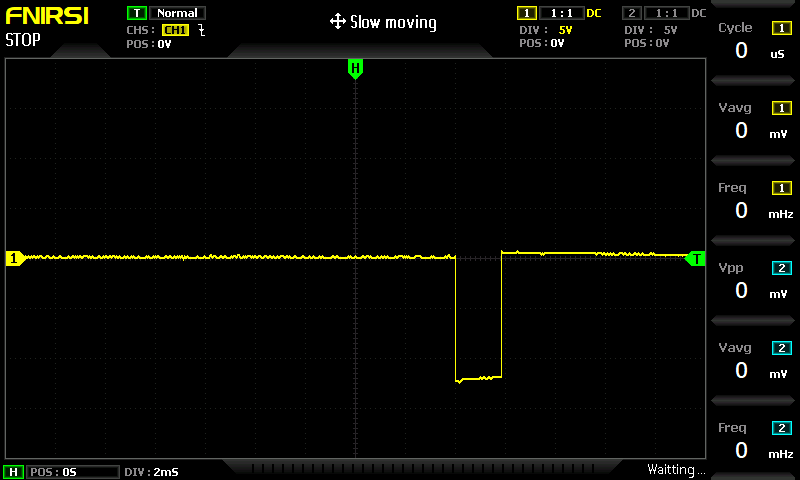 FNIRSI
STOP
T Normal
CHS: CH1
POS: 0V
Slow moving
1 1:1 DC
DIV: 5V
POS: 0V
2 1:1 DC
DIV: 5V
POS: 0V
H
1
T
Cycle 1
0 uS
Vavg 1
0 mV
Freq 1
0 mHz
Vpp 2
0 mV
Vavg 2
0 mV
Freq 2
0 mHz
H POS: 0S DIV: 2mS
Waitting...